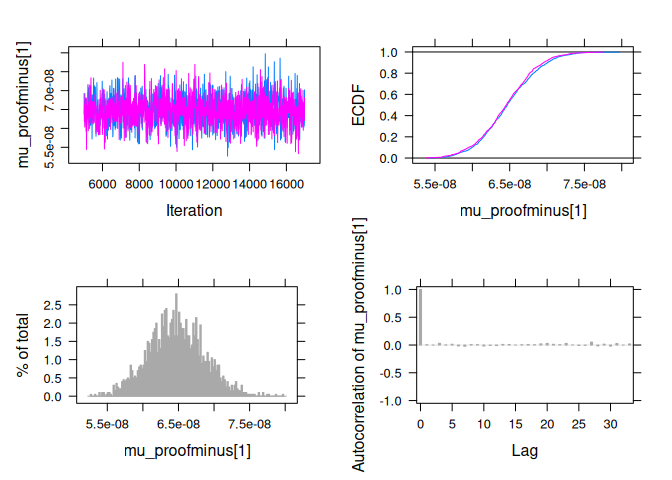 mu_proofminus[1]
7.0e-08
5.5e-08
6000 8000 10000 12000 14000 16000
Iteration
ECDF
1.0
0.8
0.6
0.4
0.2
0.0
5.5e-08 6.5e-08 7.5e-08
mu_proofminus[1]
% of total
2.5
2.0
1.5
1.0
0.5
0.0
5.5e-08 6.5e-08 7.5e-08
mu_proofminus[1]
Autocorrelation of mu_proofminus[1]
1.0
0.5
0.0
-0.5
-1.0
0 5 10 15 20 25 30
Lag